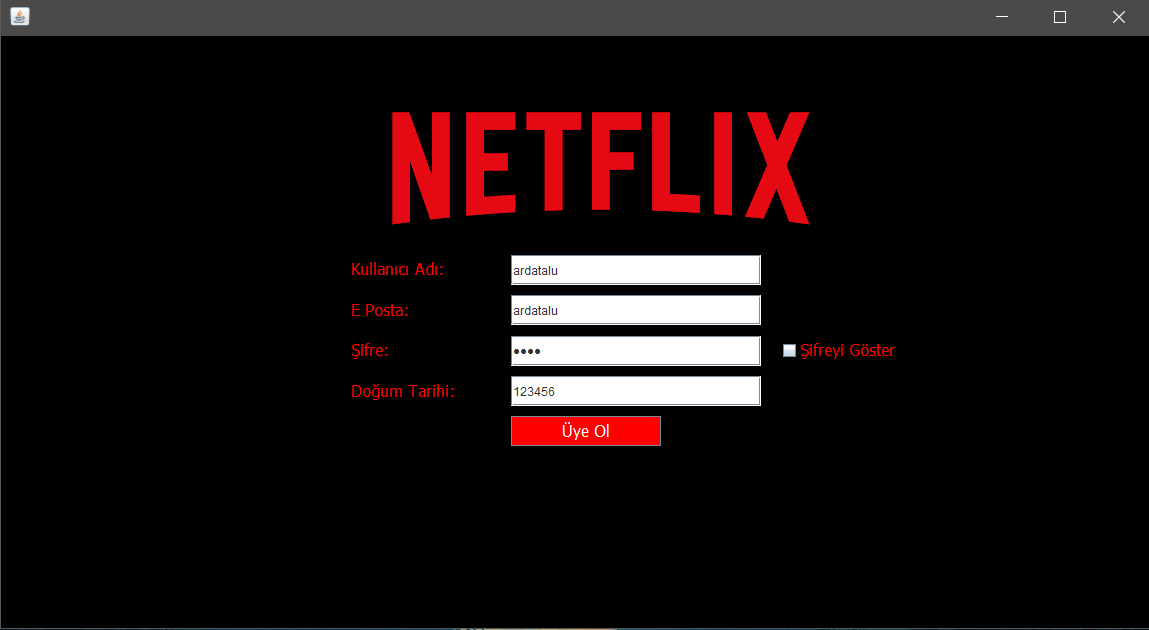 NETFLIX
Kullanıcı Adı: ardatalu
E Posta: ardatalu
Şifre: •••• Şifreyi Göster
Doğum Tarihi: 123456
Üye Ol